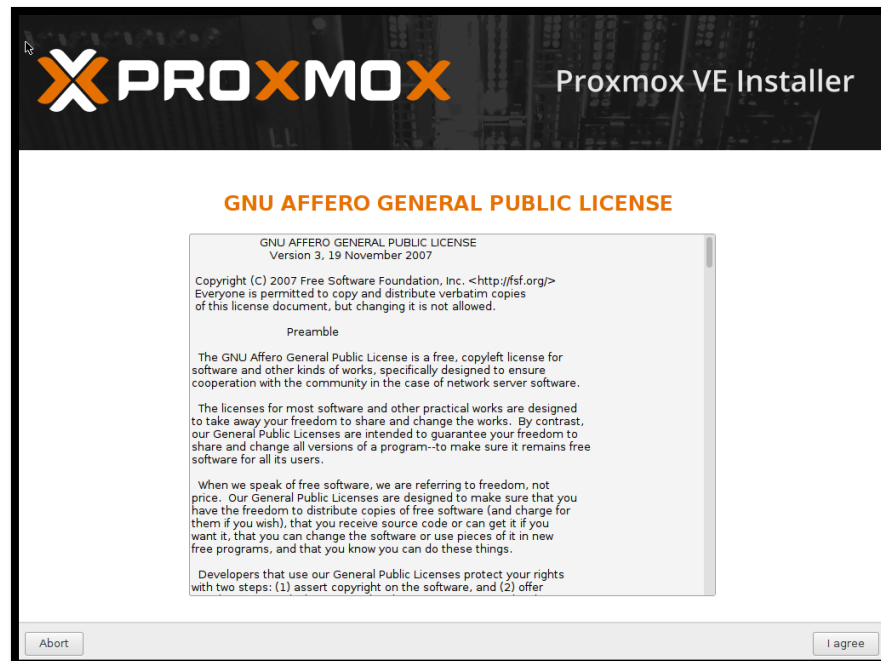 PROXMOX
Proxmox VE Installer
GNU AFFERO GENERAL PUBLIC LICENSE
GNU AFFERO GENERAL PUBLIC LICENSE
Version 3, 19 November 2007
Copyright (C) 2007 Free Software Foundation, Inc. <http://fsf.org/>
Everyone is permitted to copy and distribute verbatim copies
of this license document, but changing it is not allowed.
Preamble
The GNU Affero General Public License is a free, copyleft license for
software and other kinds of works, specifically designed to ensure
cooperation with the community in the case of network server software.
The licenses for most software and other practical works are designed
to take away your freedom to share and change the works.  By contrast,
our General Public Licenses are intended to guarantee your freedom to
share and change all versions of a program--to make sure it remains free
software for all its users.
When we speak of free software, we are referring to freedom, not
price.  Our General Public Licenses are designed to make sure that you
have the freedom to distribute copies of free software (and charge for
them if you wish), that you receive source code or can get it if you
want it, that you can change the software or use pieces of it in new
free programs, and that you know you can do these things.
Developers that use our General Public Licenses protect your rights
with two steps: (1) assert copyright on the software, and (2) offer
Abort
I agree